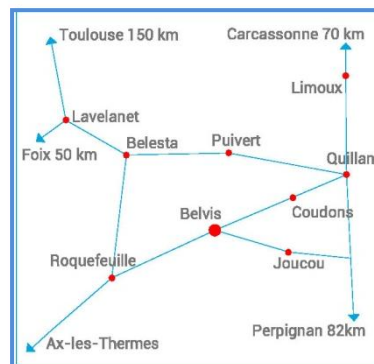 Toulouse 150 km
Carcassonne 70 km
Limoux
Lavelanet
Foix 50 km
Belesta
Puivert
Quillan
Belvis
Coudons
Roquefeuille
Joucou
Perpignan 82km
Ax-les-Thermes